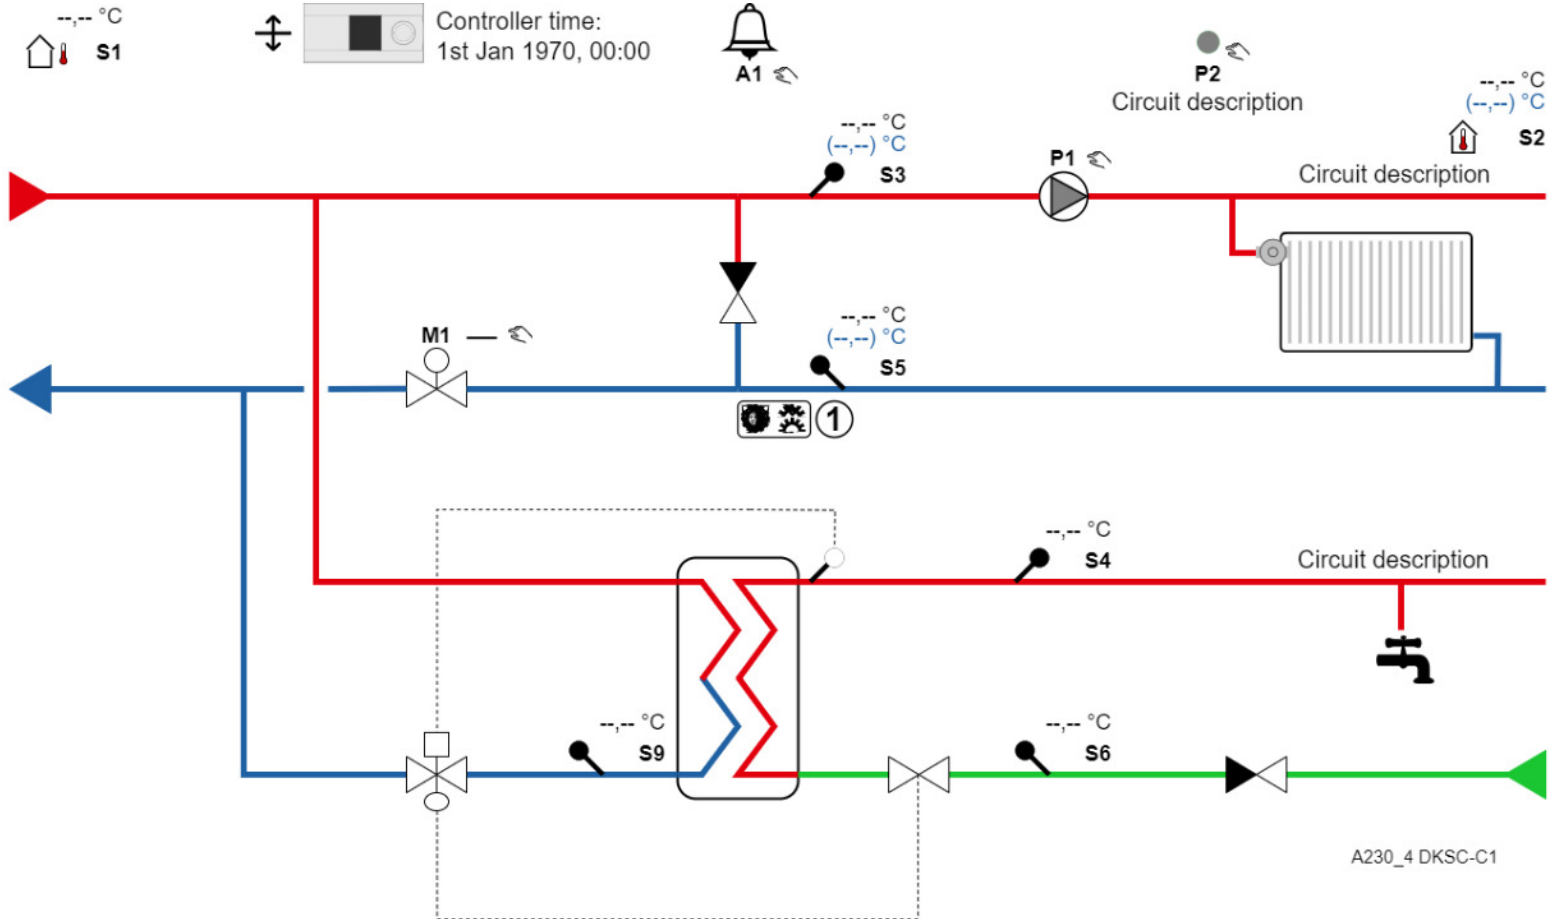 --,-- °C
S1
Controller time:
1st Jan 1970, 00:00
A1
P2
Circuit description
--,-- °C
(--,--) °C
S2
Circuit description
--,-- °C
(--,--) °C
S3
P1
M1
--,-- °C
(--,--) °C
S5
1
--,-- °C
S4
Circuit description
--,-- °C
S9
--,-- °C
S6
A230_4 DKSC-C1